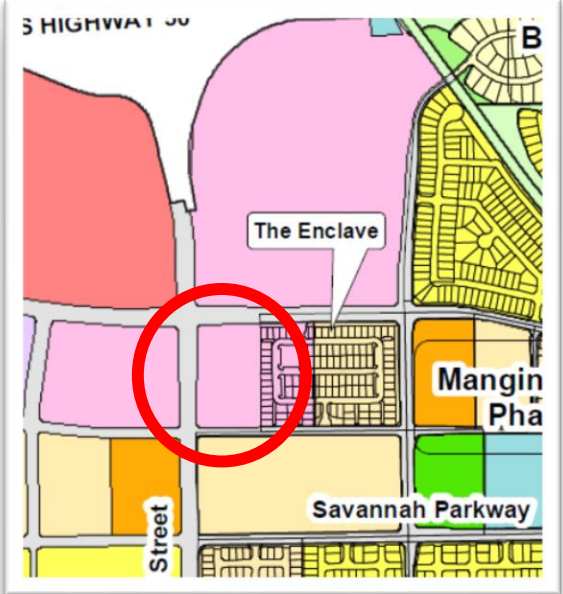 S HIGHWAY 50
B
The Enclave
Mangin
Pha
Savannah Parkway
Street